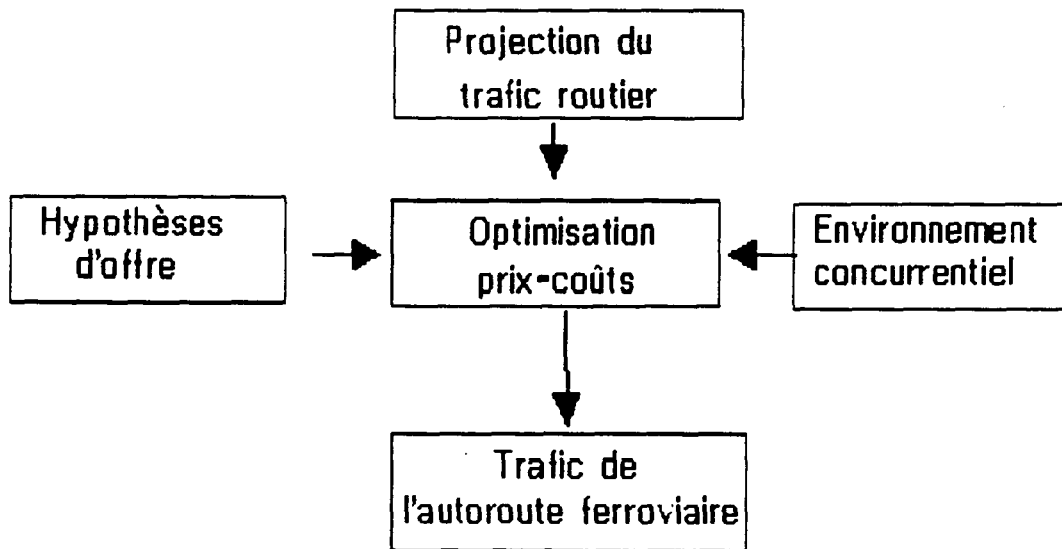 Projection du
trafic routier
Hypothèses
d'offre
Optimisation
prix-coûts
Environnement
concurrentiel
Trafic de
l'autoroute ferroviaire